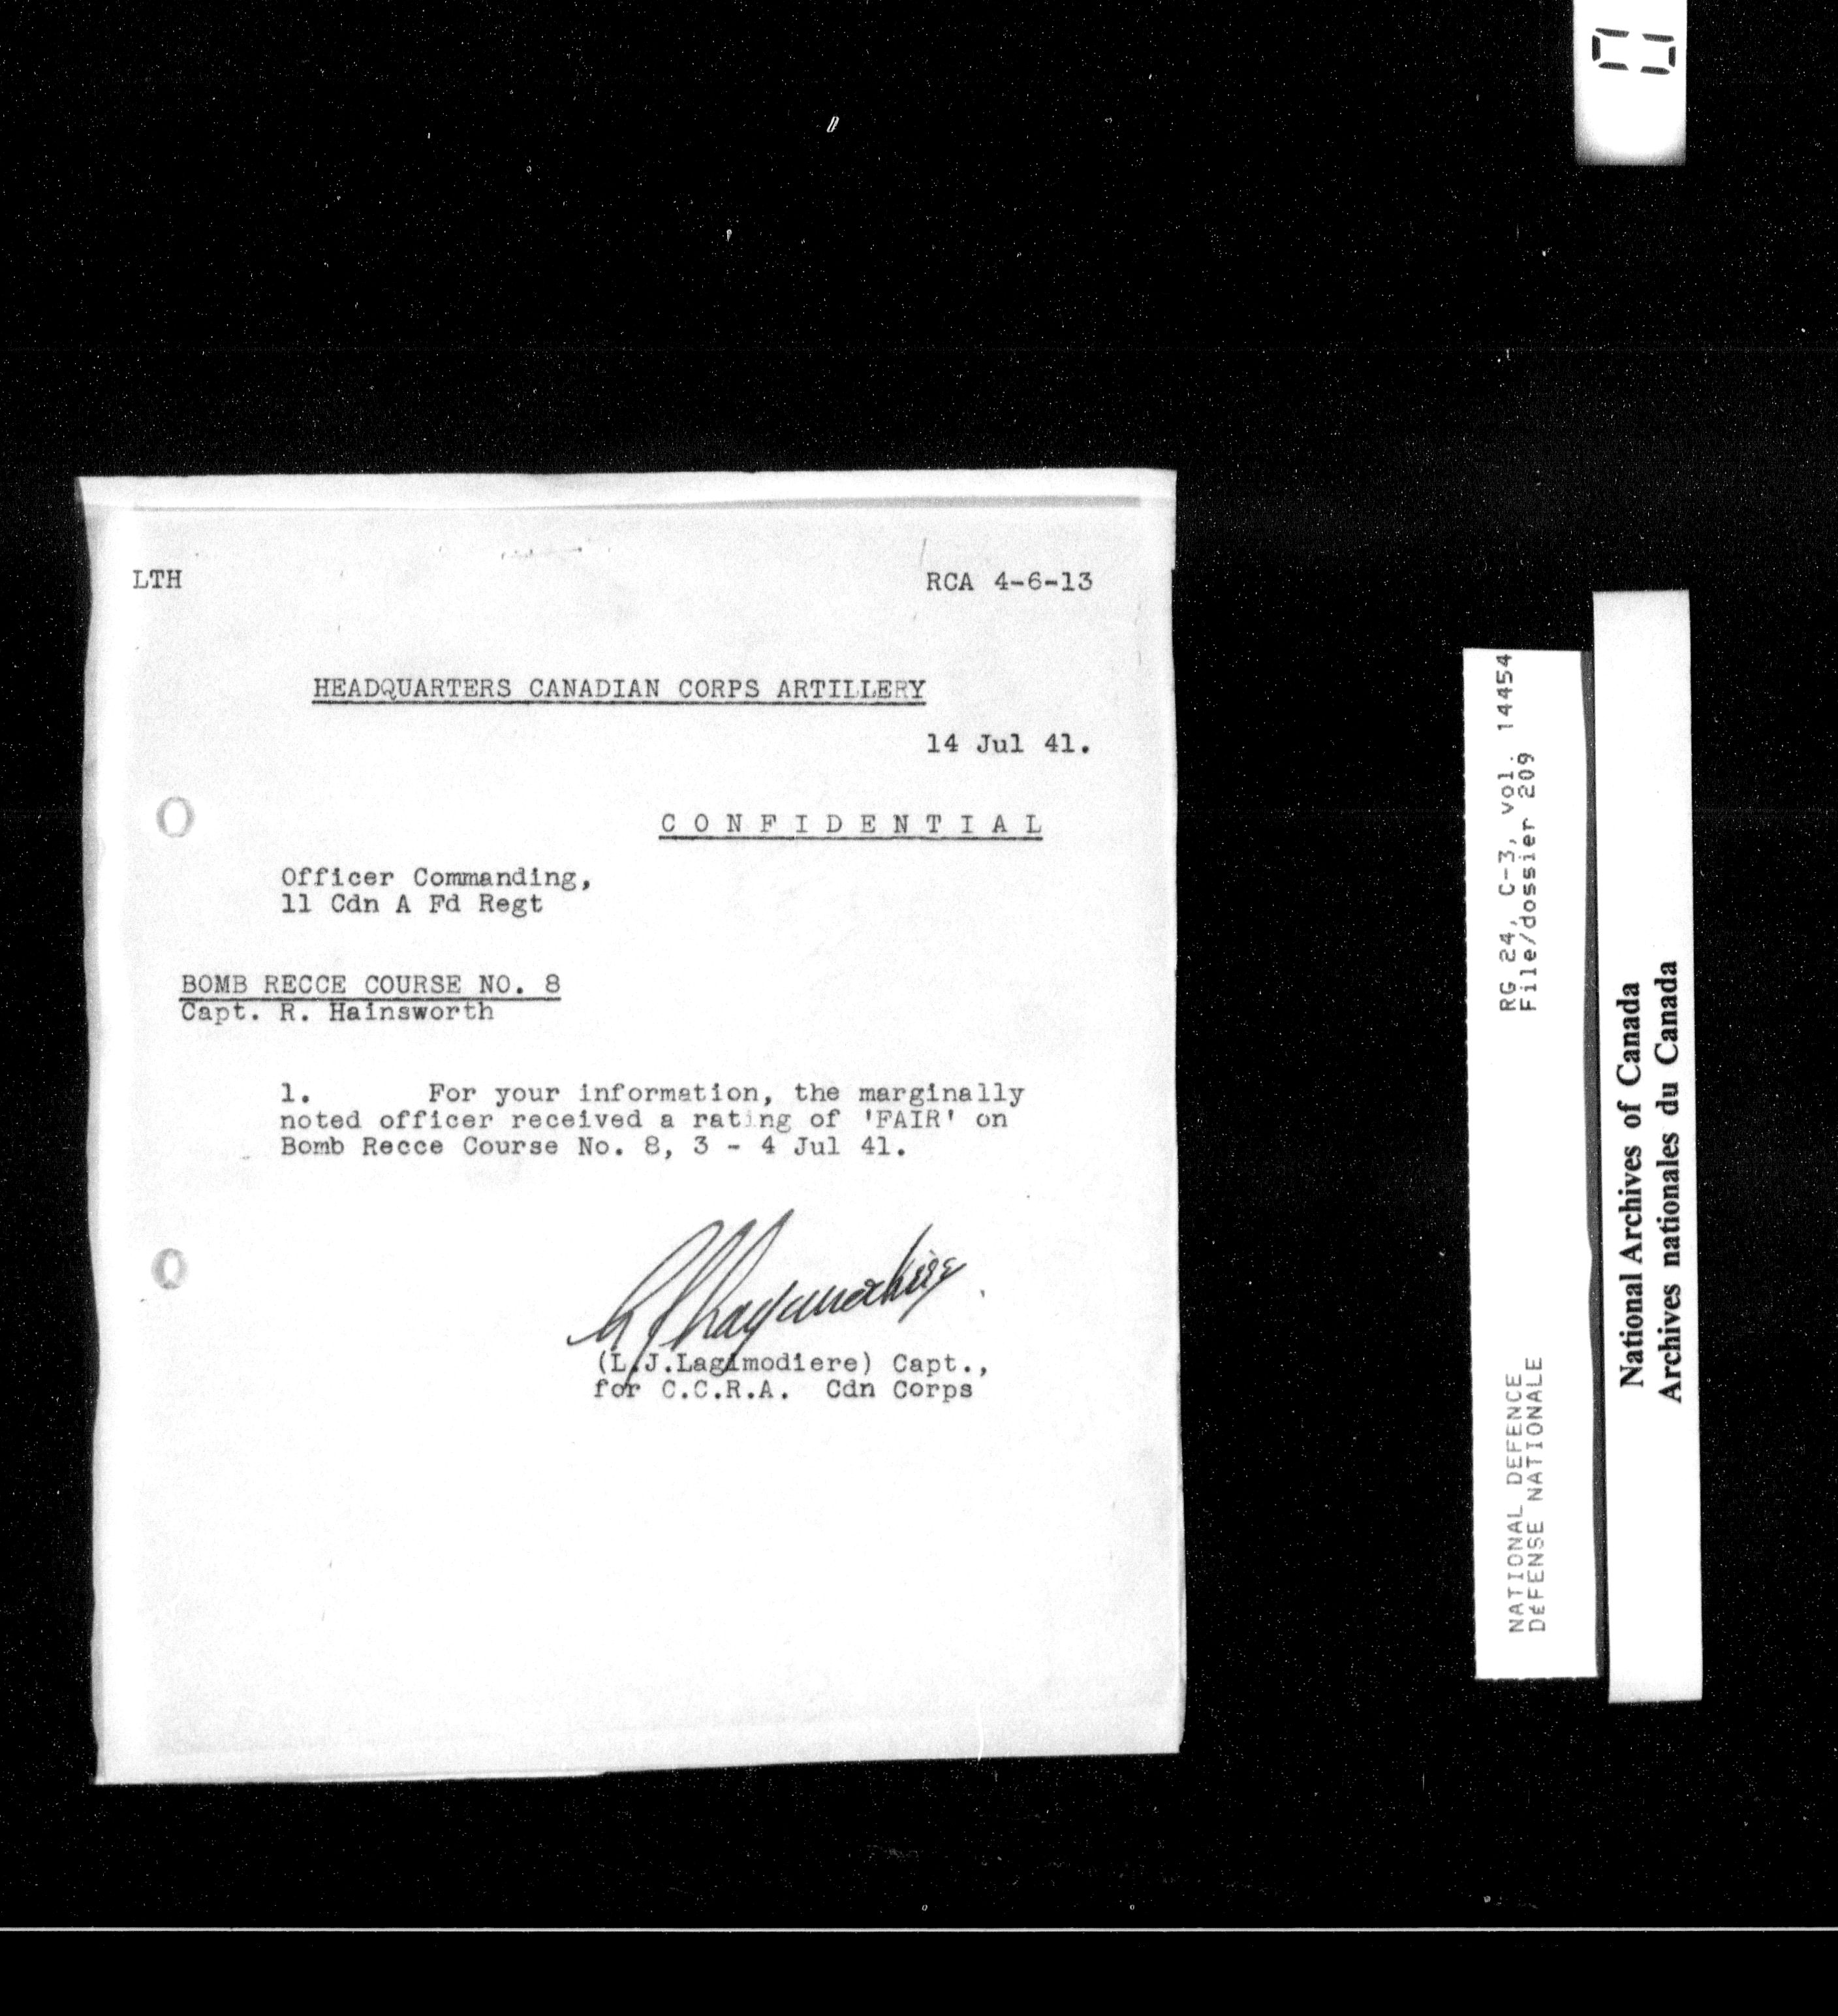 LTH RCA 4-6-13
HEADQUARTERS CANADIAN CORPS ARTILLERY
14 Jul 41.
C O N F I D E N T I A L
Officer Commanding,
11 Cdn A Fd Regt
BOMB RECCE COURSE NO. 8
Capt. R. Hainsworth
1. For your information, the marginally
noted officer received a rating of 'FAIR' on
Bomb Recce Course No. 8, 3 - 4 Jul 41.
(L.J.Lagimodiere) Capt.,
for C.C.R.A. Cdn Corps
NATIONAL DEFENCE RG 24, C-3, vol. 14454
DéFENSE NATIONALE File/dossier 209
National Archives of Canada
Archives nationales du Canada